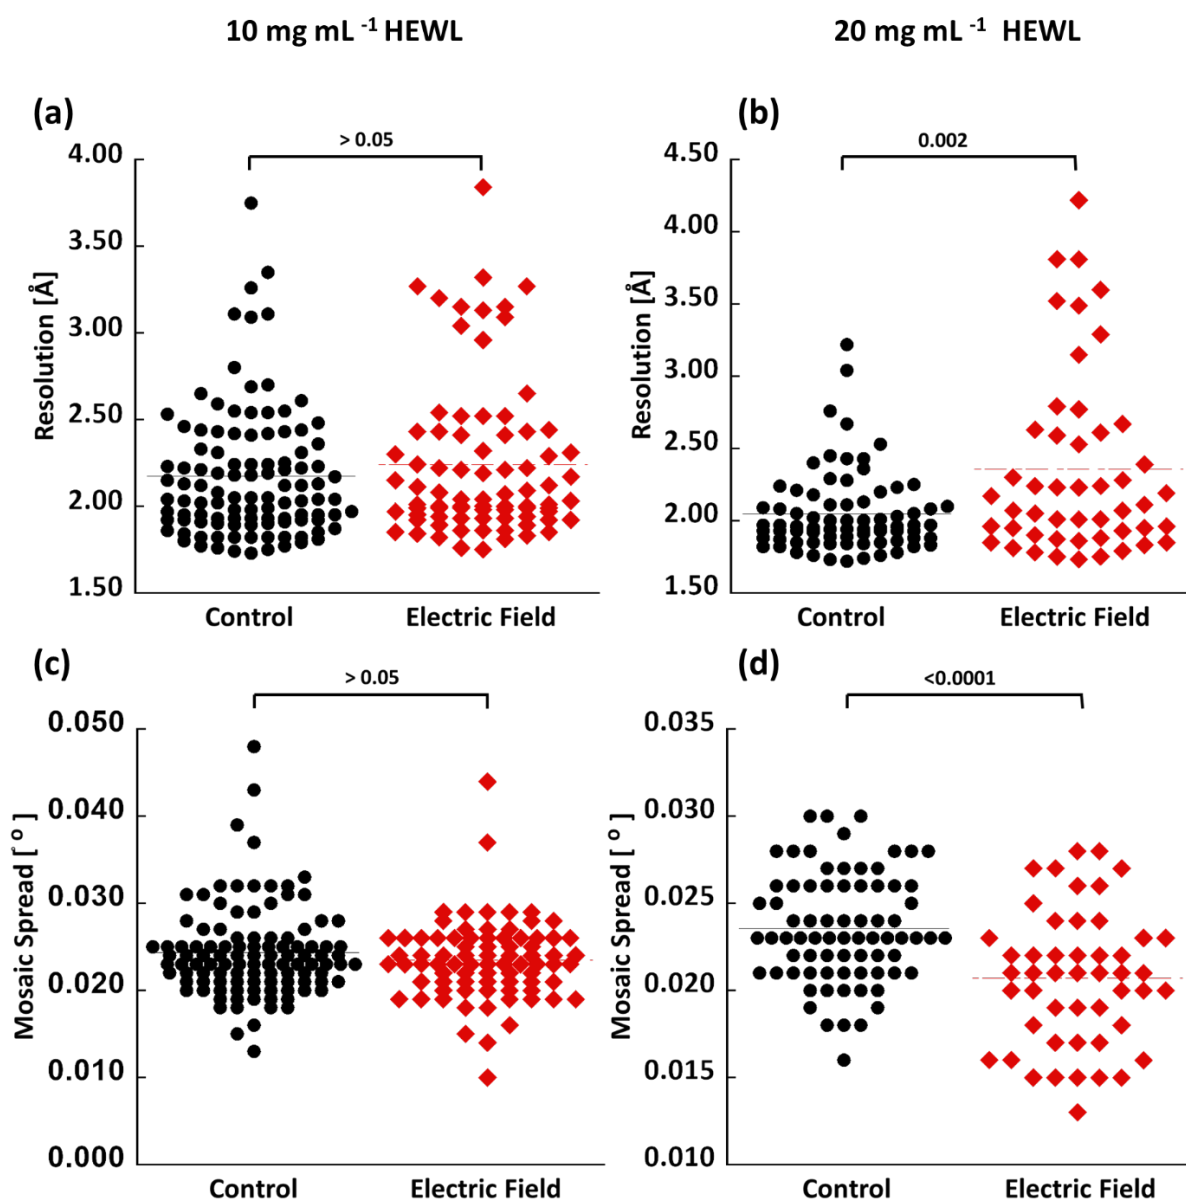 10 mg mL -1 HEWL
20 mg mL -1 HEWL
(a)
> 0.05
4.00
3.50
3.00
2.50
2.00
1.50
Resolution [Å]
Control
Electric Field
(b)
0.002
4.50
4.00
3.50
3.00
2.50
2.00
1.50
Resolution [Å]
Control
Electric Field
(c)
> 0.05
0.050
0.040
0.030
0.020
0.010
0.000
Mosaic Spread [ º ]
Control
Electric Field
(d)
<0.0001
0.035
0.030
0.025
0.020
0.015
0.010
Mosaic Spread [ º ]
Control
Electric Field